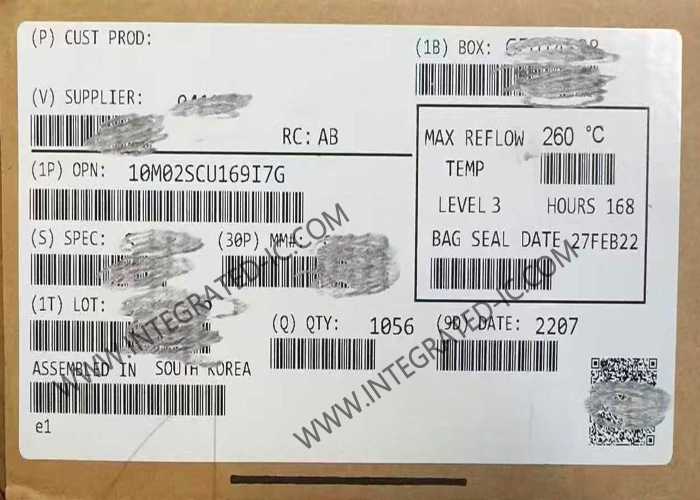 (P) CUST PROD:
(1B) BOX:
(V) SUPPLIER:
RC: AB
MAX REFLOW 260 °C
TEMP
LEVEL 3 HOURS 168
BAG SEAL DATE 27FEB22
(1P) OPN: 10M02SCU169I7G
(S) SPEC:
(30P) MM#:
(1T) LOT:
(Q) QTY: 1056
(9D) DATE: 2207
ASSEMBLED IN SOUTH KOREA
e1
WWW.INTEGRATED-IC.COM
WWW.INTEGRATED-IC.COM